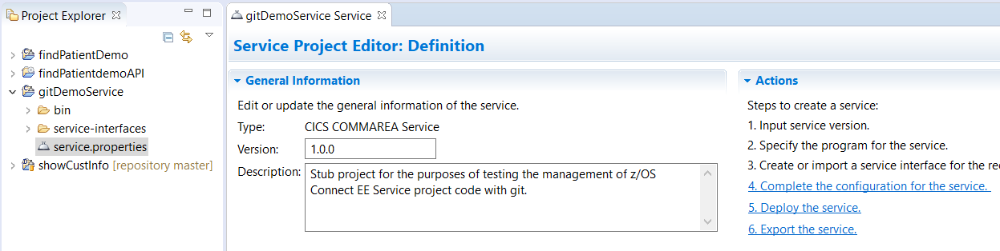 Project Explorer
findPatientDemo
findPatientdemoAPI
gitDemoService
bin
service-interfaces
service.properties
showCustInfo [repository master]
gitDemoService Service
Service Project Editor: Definition
General Information
Edit or update the general information of the service.
Type: CICS COMMAREA Service
Version: 1.0.0
Description: Stub project for the purposes of testing the management of z/OS
Connect EE Service project code with git.
Actions
Steps to create a service:
1. Input service version.
2. Specify the program for the service.
3. Create or import a service interface for the
4. Complete the configuration for the service.
5. Deploy the service.
6. Export the service.